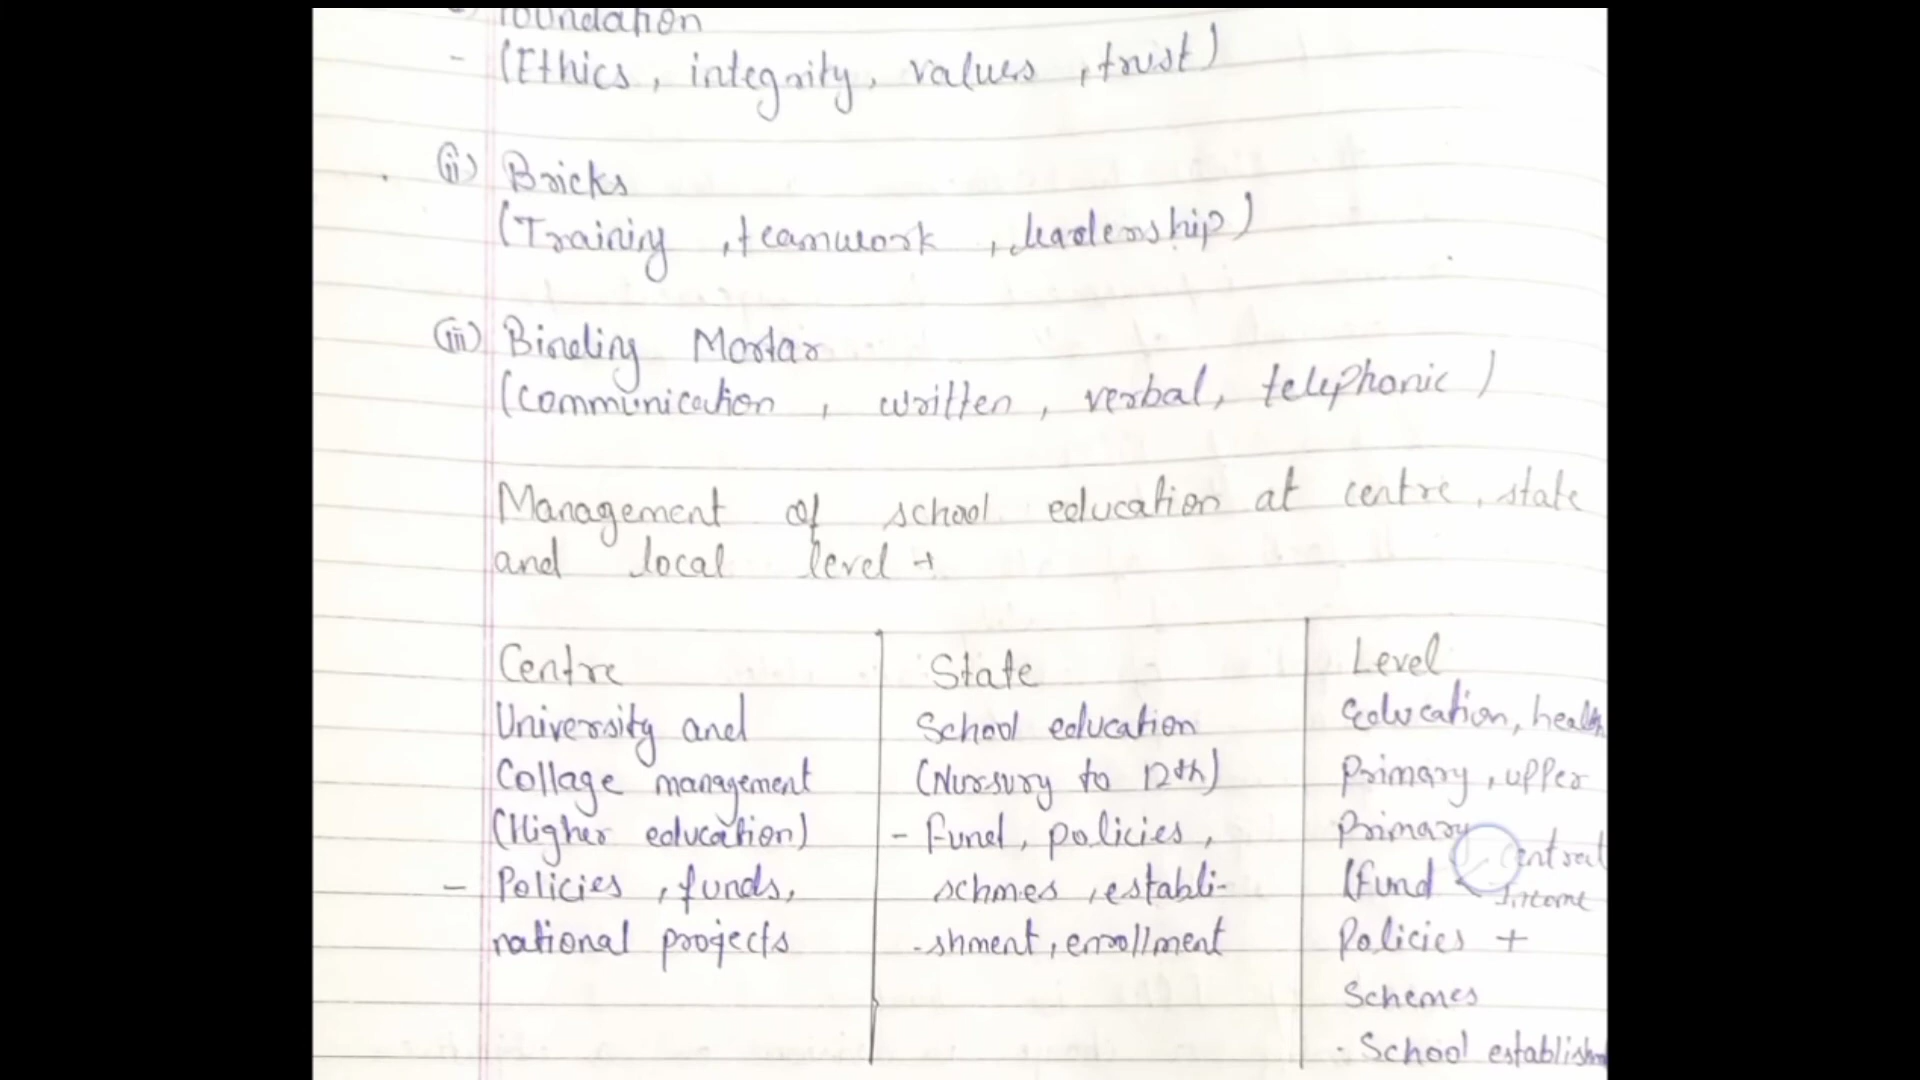 foundation
- (Ethics, integrity, values, trust)
(ii) Bricks
(Training, teamwork, leadership)
(iii) Binding Mortar
(communication, written, verbal, telephonic)
Management of school education at centre, state
and local level →
Centre
University and
Collage management
(Higher education)
- Policies, funds,
national projects
State
School education
(Nursury to 12th)
- Fund, policies,
schmes, establi-
-shment, enrollment
Level
Education, health,
Primary, upper
Primary
(Fund
Income
Policies +
Schemes
- School establishm